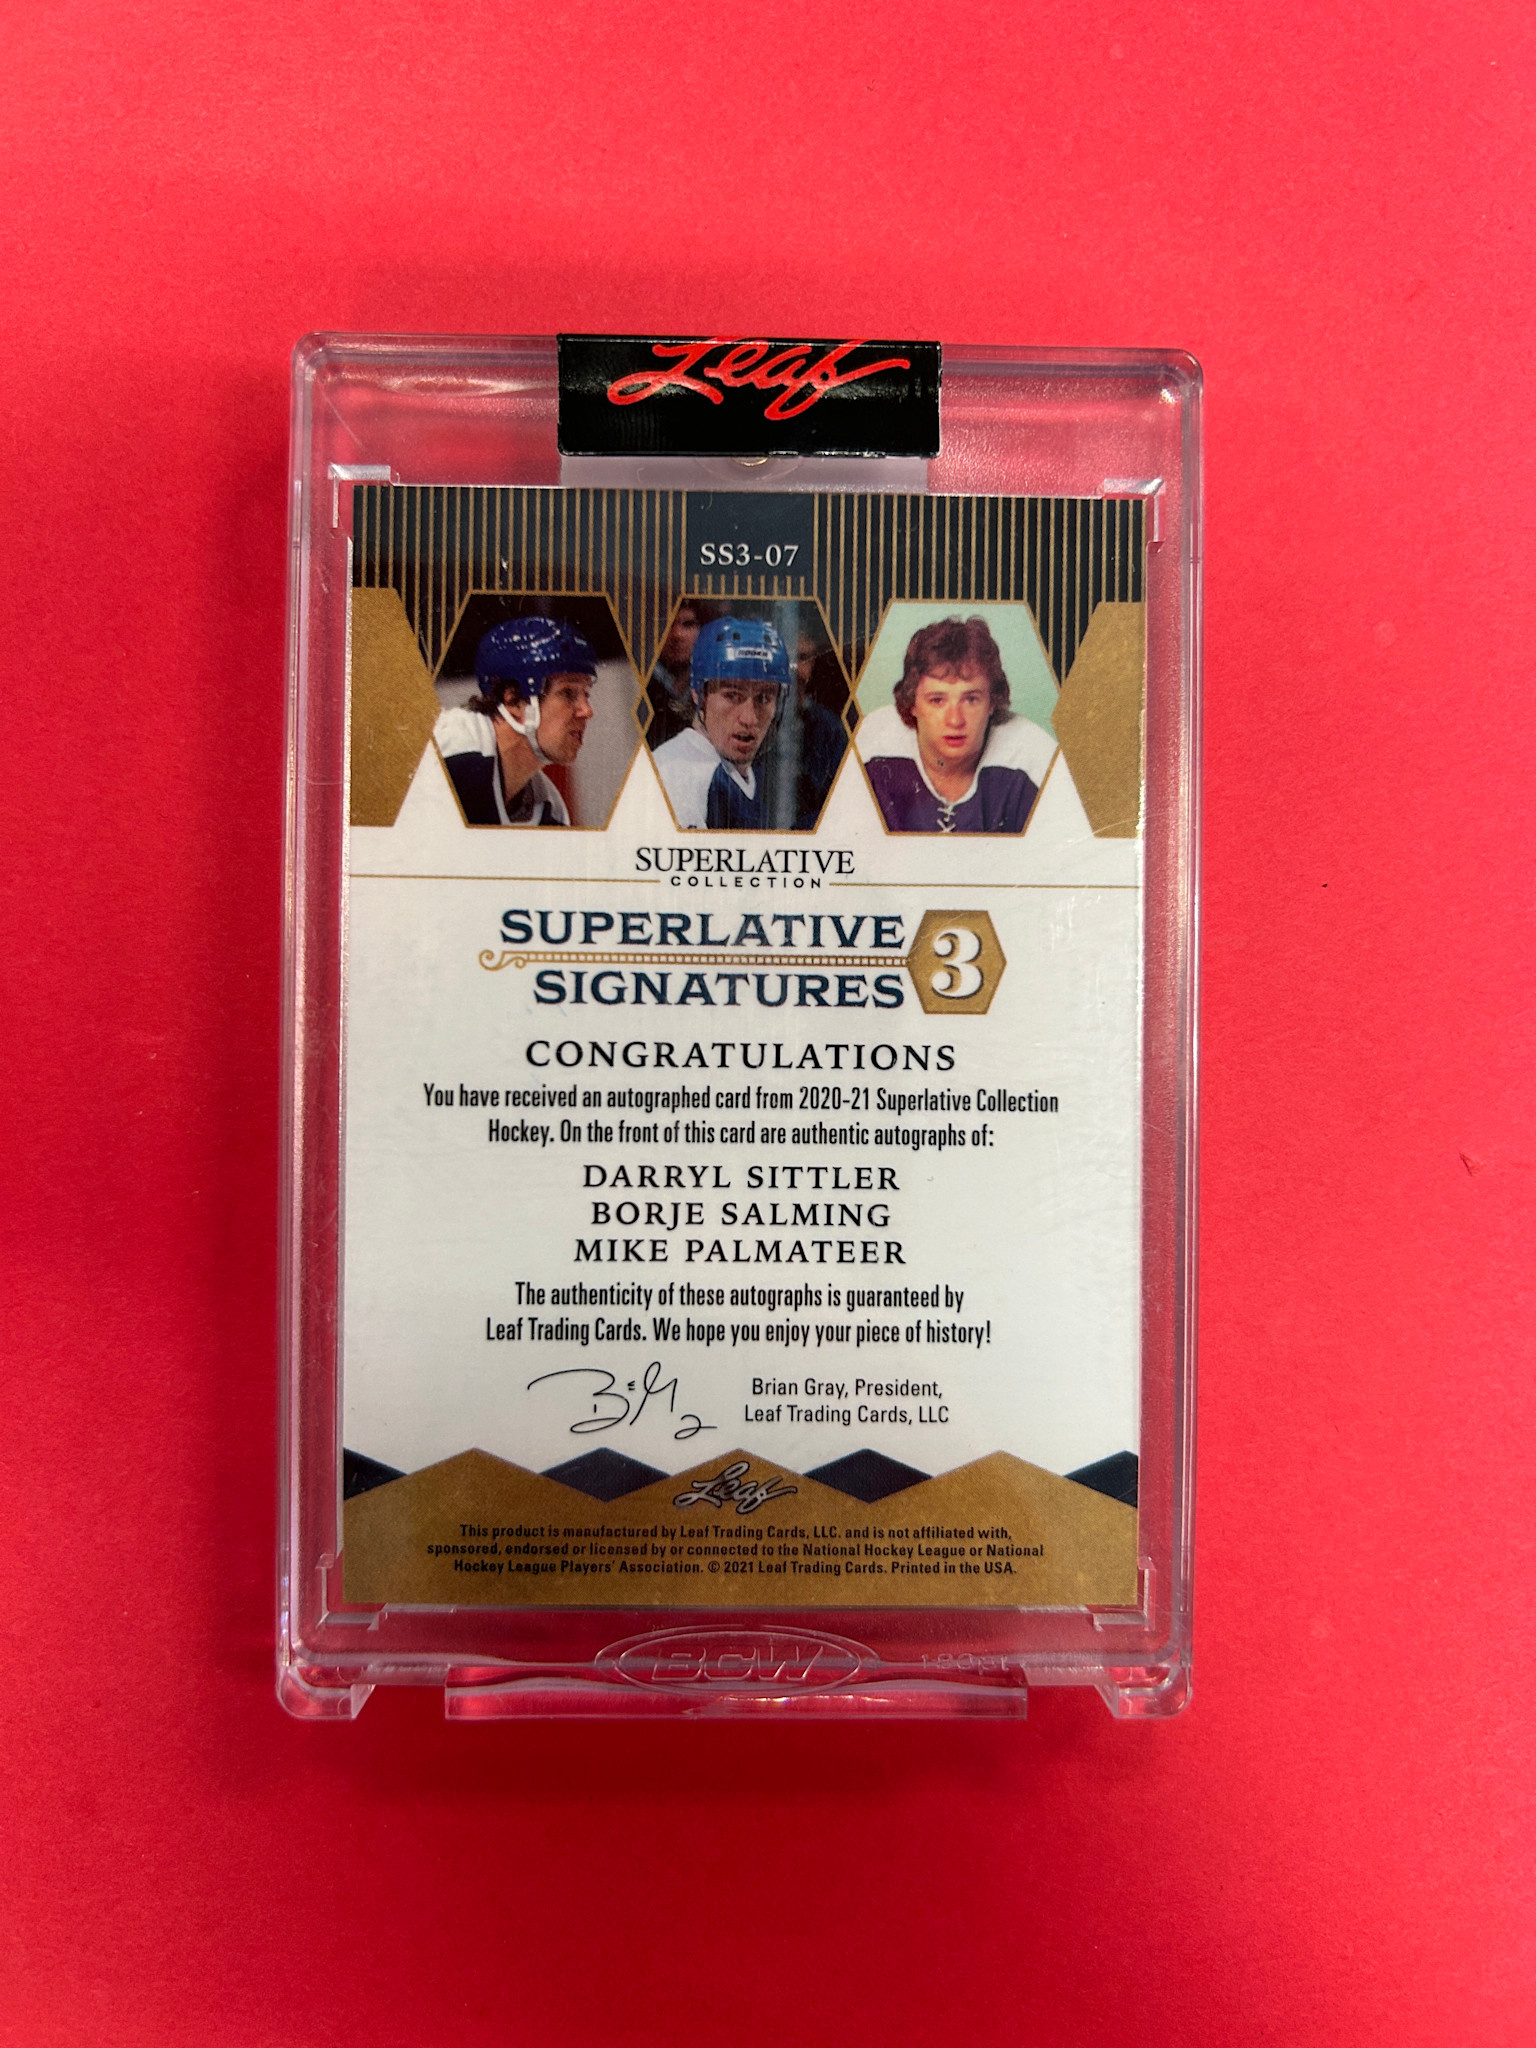 Leaf
SS3-07
SUPERLATIVE
COLLECTION
SUPERLATIVE
SIGNATURES
3
CONGRATULATIONS
You have received an autographed card from 2020-21 Superlative Collection
Hockey. On the front of this card are authentic autographs of:
DARRYL SITTLER
BORJE SALMING
MIKE PALMATEER
The authenticity of these autographs is guaranteed by
Leaf Trading Cards. We hope you enjoy your piece of history!
Brian Gray, President,
Leaf Trading Cards, LLC
Leaf
This product is manufactured by Leaf Trading Cards, LLC. and is not affiliated with,
sponsored, endorsed or licensed by or connected to the National Hockey League or National
Hockey League Players' Association. © 2021 Leaf Trading Cards. Printed in the USA.
BCW